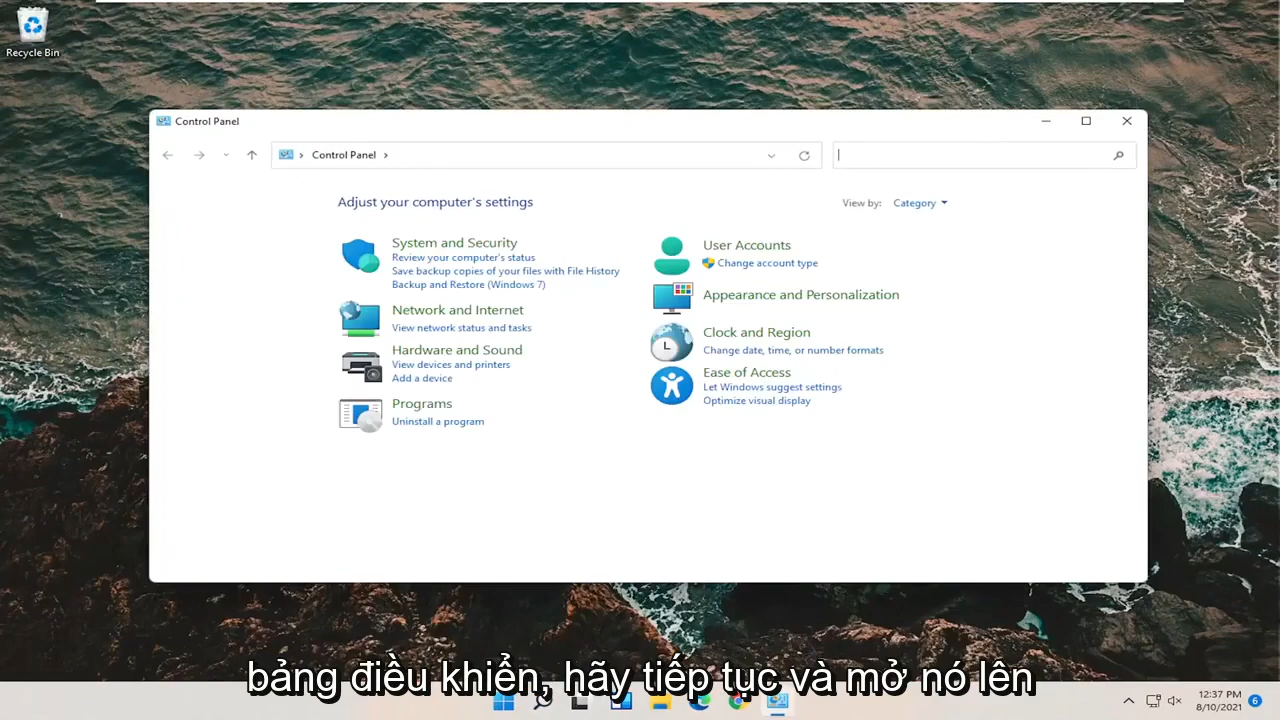 Recycle Bin
Control Panel
Control Panel
Adjust your computer's settings
View by: Category
System and Security
Review your computer's status
Save backup copies of your files with File History
Backup and Restore (Windows 7)
Network and Internet
View network status and tasks
Hardware and Sound
View devices and printers
Add a device
Programs
Uninstall a program
User Accounts
Change account type
Appearance and Personalization
Clock and Region
Change date, time, or number formats
Ease of Access
Let Windows suggest settings
Optimize visual display
bảng điều khiển, hãy tiếp tục và mở nó lên
12:37 PM
8/10/2021
6